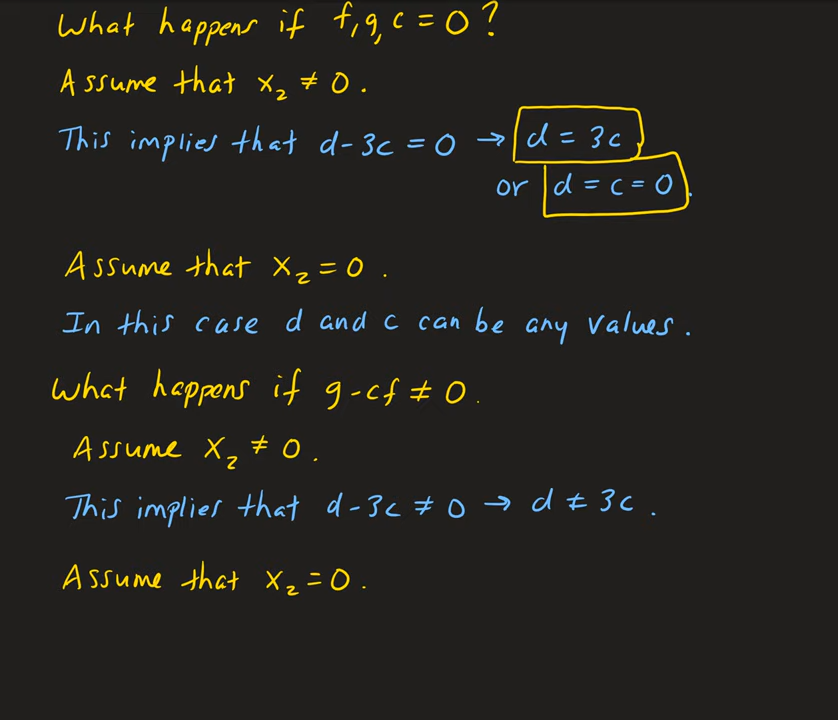 What happens if f, g, c = 0?
Assume that x₂ ≠ 0.
This implies that d - 3c = 0 → d = 3c
or d = c = 0.
Assume that x₂ = 0.
In this case d and c can be any values.
What happens if g - cf ≠ 0.
Assume x₂ ≠ 0.
This implies that d - 3c ≠ 0 → d ≠ 3c.
Assume that x₂ = 0.